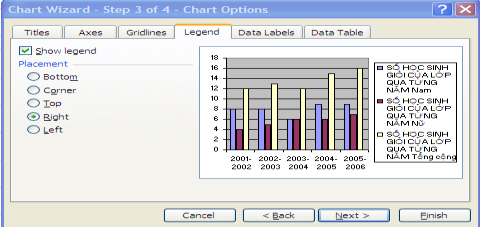 Chart Wizard - Step 3 of 4 - Chart Options
Titles
Axes
Gridlines
Legend
Data Labels
Data Table
Show legend
Placement
Bottom
Corner
Top
Right
Left
18
16
14
12
10
8
6
4
2
0
2001-2002
2002-2003
2003-2004
2004-2005
2005-2006
SỐ HỌC SINH
GIỎI CỦA LỚP
QUA TỪNG
NĂM Nam
SỐ HỌC SINH
GIỎI CỦA LỚP
QUA TỪNG
NĂM Nữ
SỐ HỌC SINH
GIỎI CỦA LỚP
QUA TỪNG
NĂM Tổng cộng
Cancel
< Back
Next >
Finish